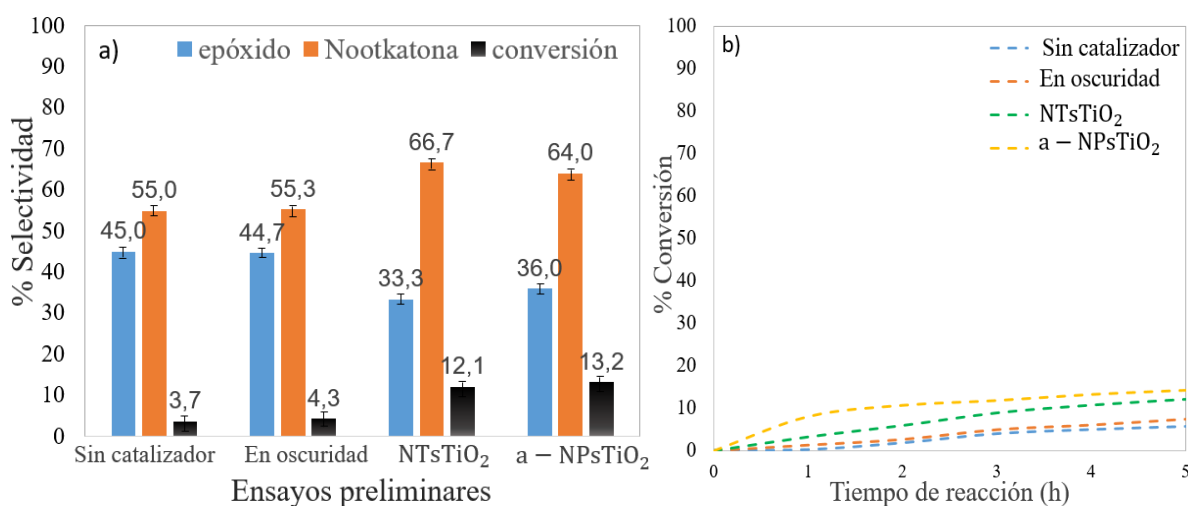 a)
epóxido Nootkatona conversión
% Selectividad
100
90
80
70
60
50
40
30
20
10
0
45,0 55,0 3,7
44,7 55,3 4,3
33,3 66,7 12,1
36,0 64,0 13,2
Sin catalizador En oscuridad NTsTiO₂ a − NPsTiO₂
Ensayos preliminares
b)
Sin catalizador
En oscuridad
NTsTiO₂
a − NPsTiO₂
% Conversión
100
90
80
70
60
50
40
30
20
10
0
0 1 2 3 4 5
Tiempo de reacción (h)